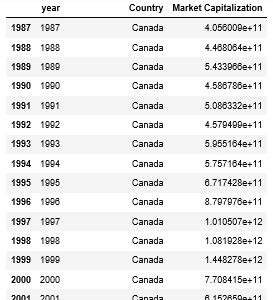 year Country Market Capitalization
1987 1987 Canada 4.056009e+11
1988 1988 Canada 4.468064e+11
1989 1989 Canada 5.433966e+11
1990 1990 Canada 4.586786e+11
1991 1991 Canada 5.086332e+11
1992 1992 Canada 4.579499e+11
1993 1993 Canada 5.955164e+11
1994 1994 Canada 5.757164e+11
1995 1995 Canada 6.717428e+11
1996 1996 Canada 8.797976e+11
1997 1997 Canada 1.010507e+12
1998 1998 Canada 1.081928e+12
1999 1999 Canada 1.448278e+12
2000 2000 Canada 7.708415e+11
2001 2001 Canada 6.152659e+11